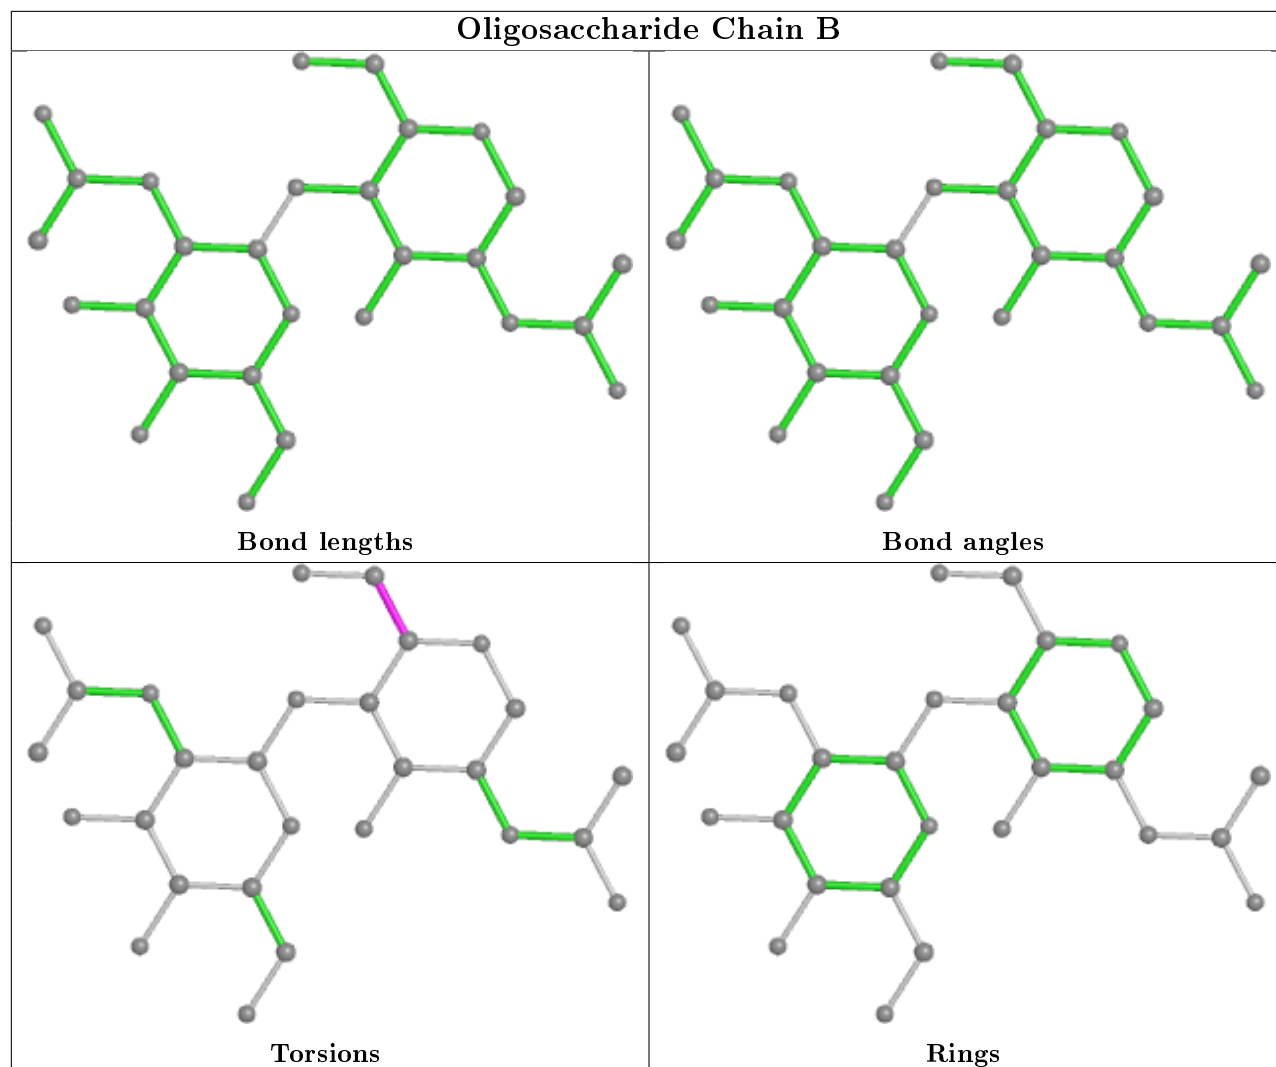 Oligosaccharide Chain B
Bond lengths
Bond angles
Torsions
Rings